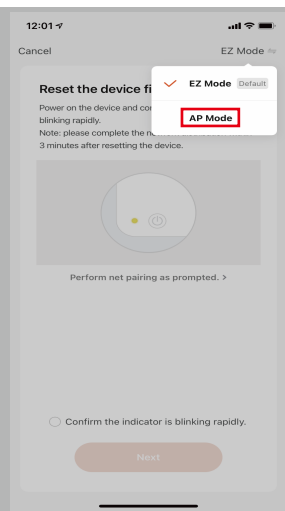 12:01
Cancel
EZ Mode
EZ Mode Default
AP Mode
Reset the device fi
Power on the device and con
blinking rapidly.
Note: please complete the n
3 minutes after resetting the device.
Perform net pairing as prompted. >
Confirm the indicator is blinking rapidly.
Next